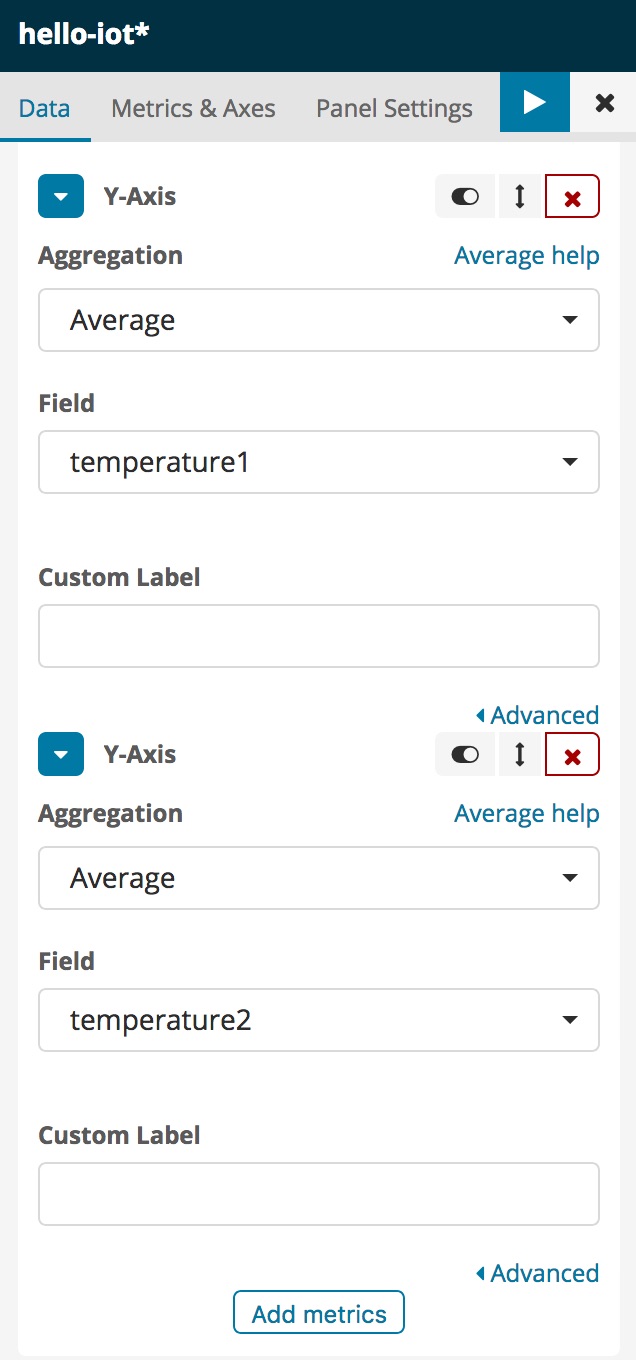 hello-iot*
Data Metrics & Axes Panel Settings
Y-Axis
Aggregation Average help
Average
Field
temperature1
Custom Label
Advanced
Y-Axis
Aggregation Average help
Average
Field
temperature2
Custom Label
Advanced
Add metrics